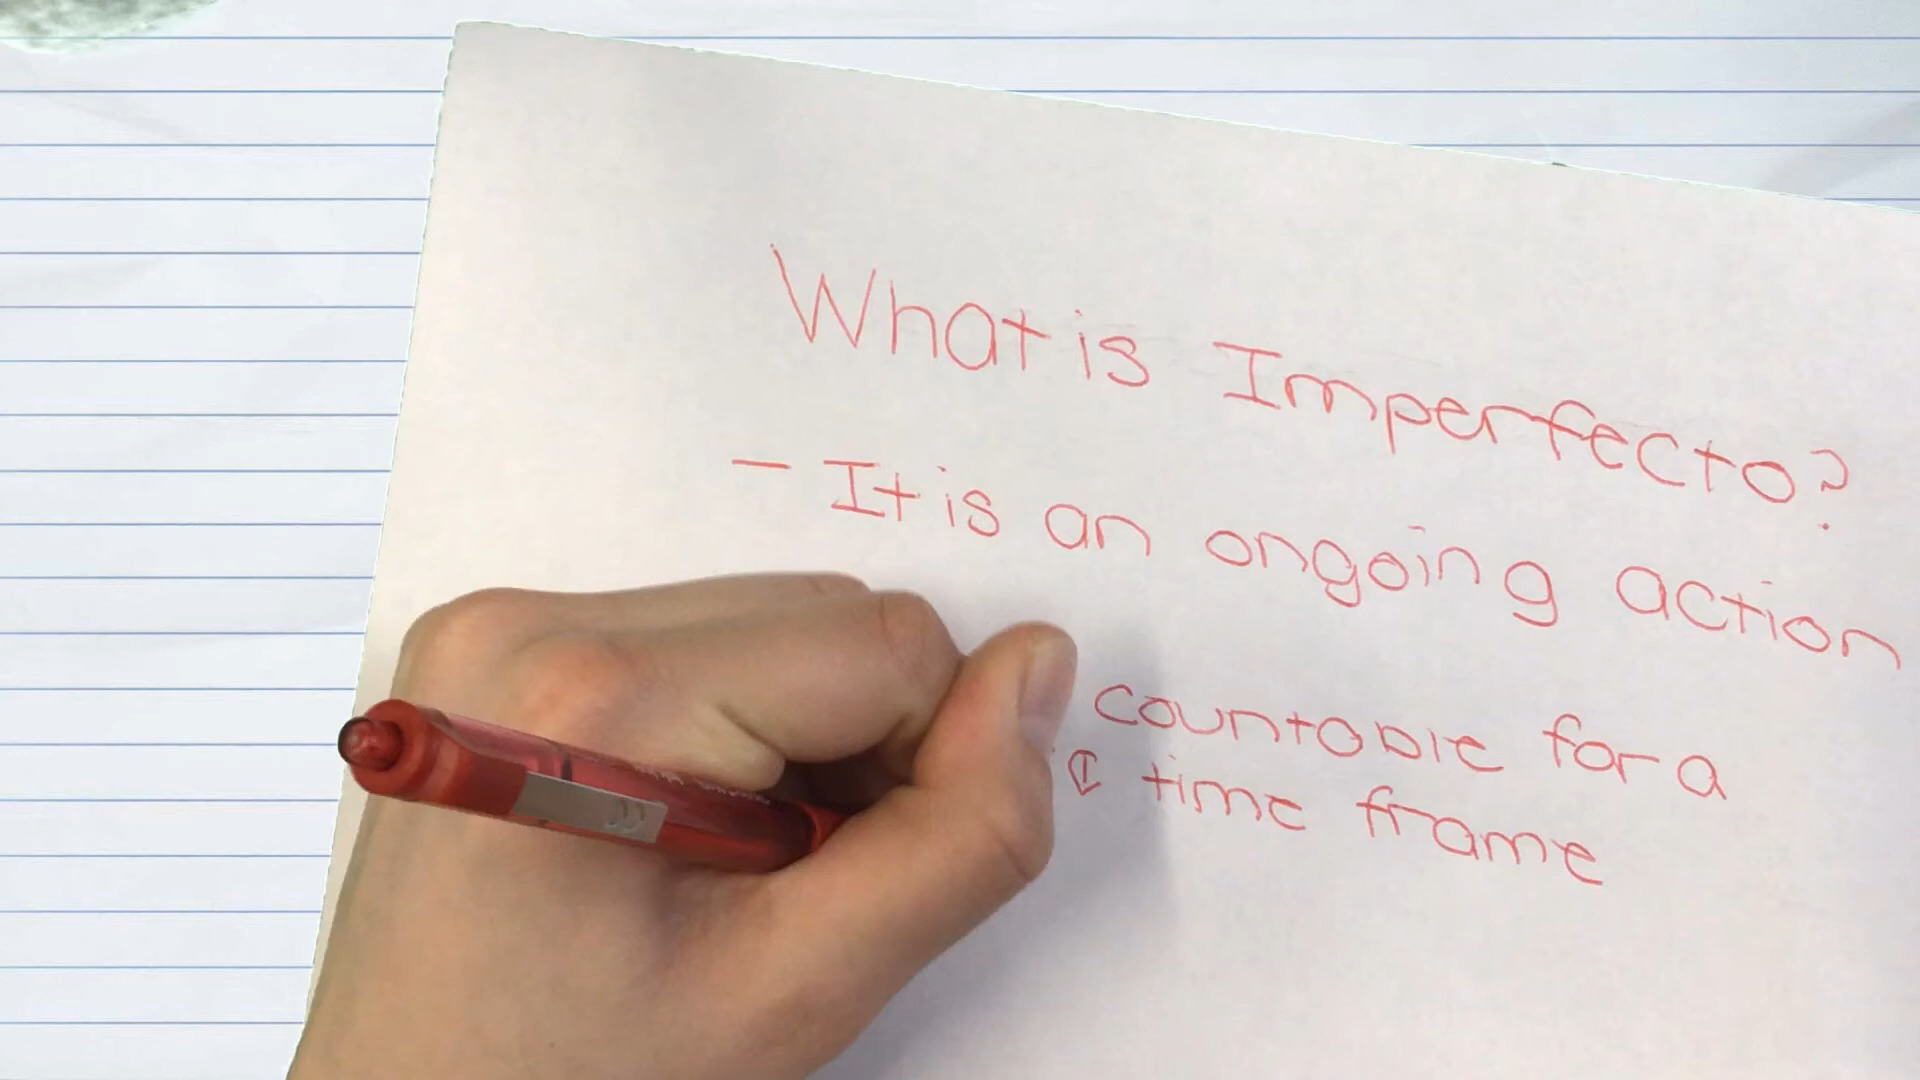 What is Imperfecto?
- It is an ongoing action
countable for a
time frame